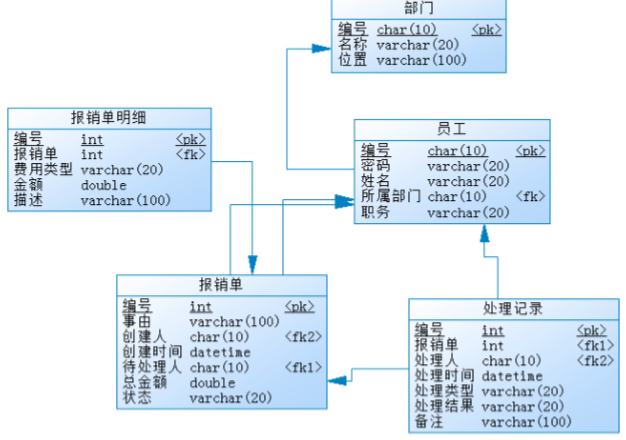 部门
编号 char(10) <pk>
名称 varchar(20)
位置 varchar(100)
报销单明细
编号 int <pk>
报销单 int <fk>
费用类型 varchar(20)
金额 double
描述 varchar(100)
员工
编号 char(10) <pk>
密码 varchar(20)
姓名 varchar(20)
所属部门 char(10) <fk>
职务 varchar(20)
报销单
编号 int <pk>
事由 varchar(100)
创建人 char(10) <fk2>
创建时间 datetime
待处理人 char(10) <fk1>
总金额 double
状态 varchar(20)
处理记录
编号 int <pk>
报销单 int <fk1>
处理人 char(10) <fk2>
处理时间 datetime
处理类型 varchar(20)
处理结果 varchar(20)
备注 varchar(100)